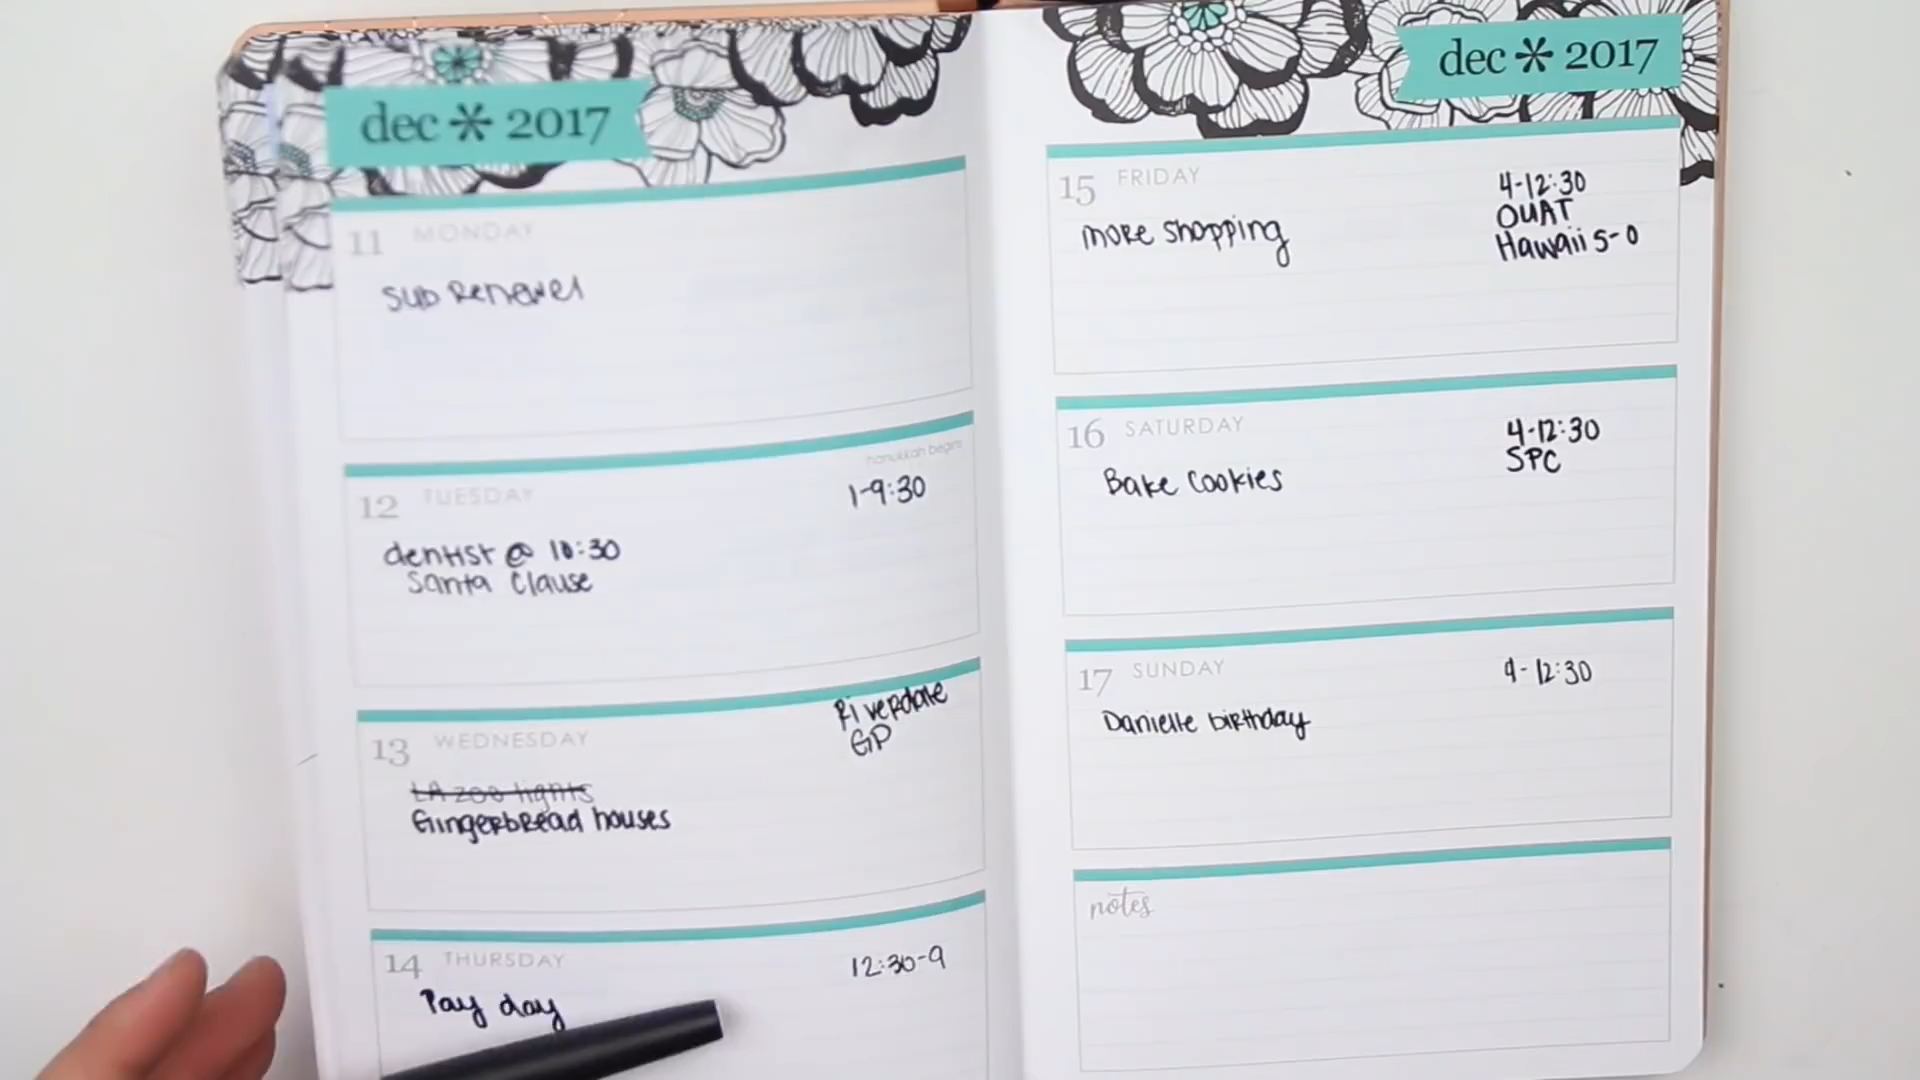 dec * 2017
11 MONDAY
sub Renewel
hanukkah begins
12 TUESDAY
1-9:30
dentist @ 10:30
Santa Clause
Riverdale
GP
13 WEDNESDAY
LA zoo lights
Gingerbread houses
14 THURSDAY
12:30-9
Pay day
dec * 2017
15 FRIDAY
4-12:30
OUAT
Hawaii 5-0
more shopping
16 SATURDAY
4-12:30
SPC
Bake Cookies
17 SUNDAY
4-12:30
Danielle birthday
notes